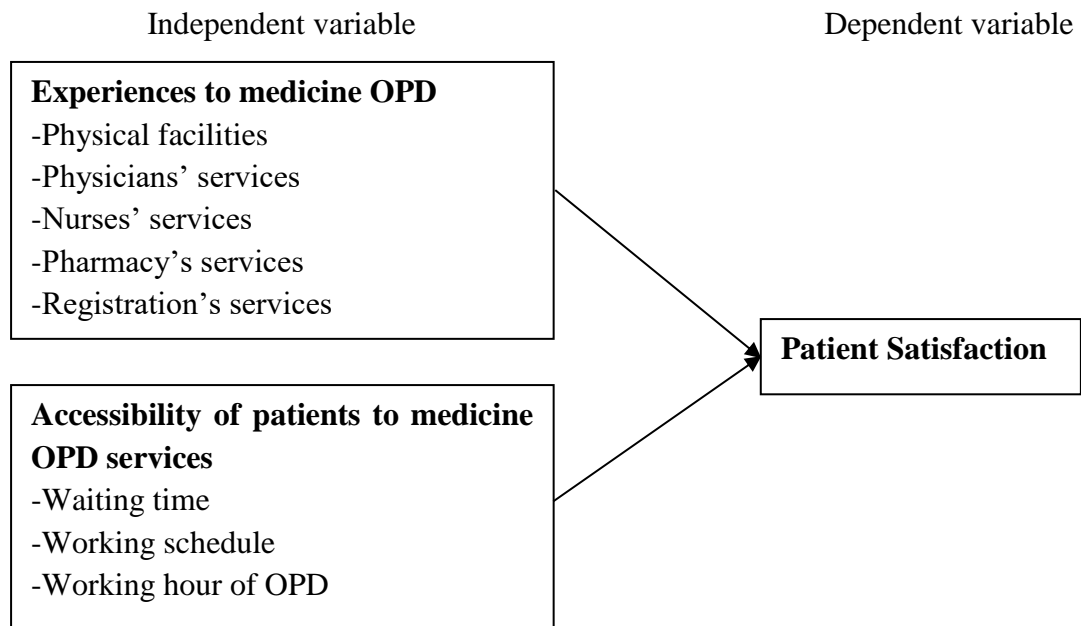 Independent variable
Dependent variable
Experiences to medicine OPD
-Physical facilities
-Physicians’ services
-Nurses’ services
-Pharmacy’s services
-Registration’s services
Patient Satisfaction
Accessibility of patients to medicine
OPD services
-Waiting time
-Working schedule
-Working hour of OPD